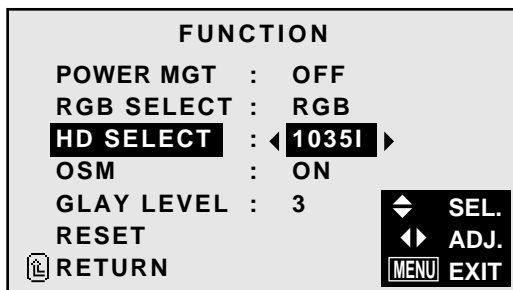 FUNCTION
POWER MGT : OFF
RGB SELECT : RGB
HD SELECT : 1035I
OSM : ON
GLAY LEVEL : 3
RESET
RETURN
SEL.
ADJ.
MENU EXIT